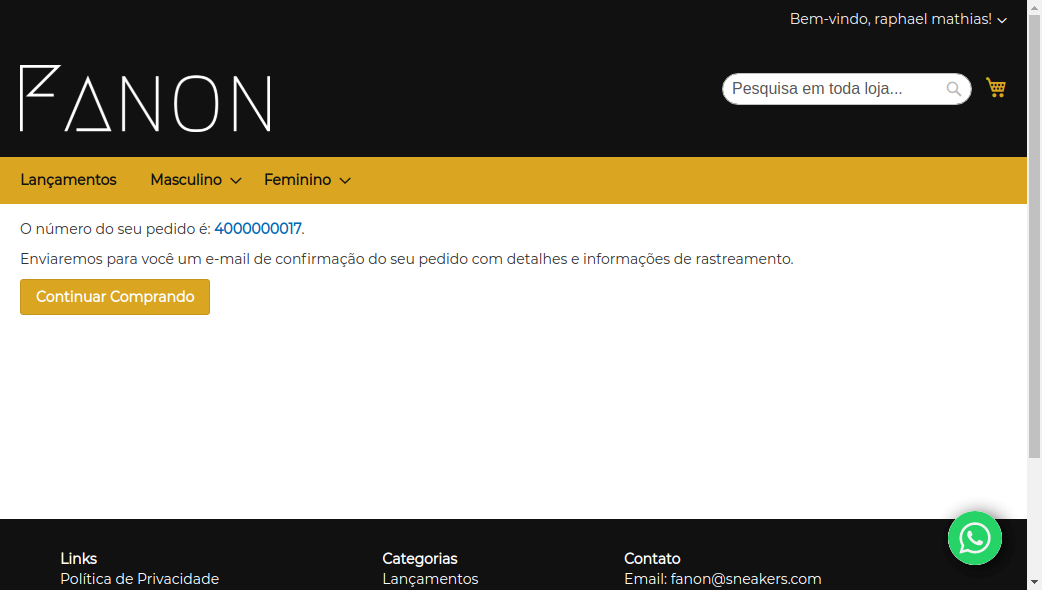 Bem-vindo, raphael mathias!
FANON
Pesquisa em toda loja...
Lançamentos Masculino Feminino
O número do seu pedido é: 4000000017.
Enviaremos para você um e-mail de confirmação do seu pedido com detalhes e informações de rastreamento.
Continuar Comprando
Links Categorias Contato
Política de Privacidade Lançamentos Email: fanon@sneakers.com